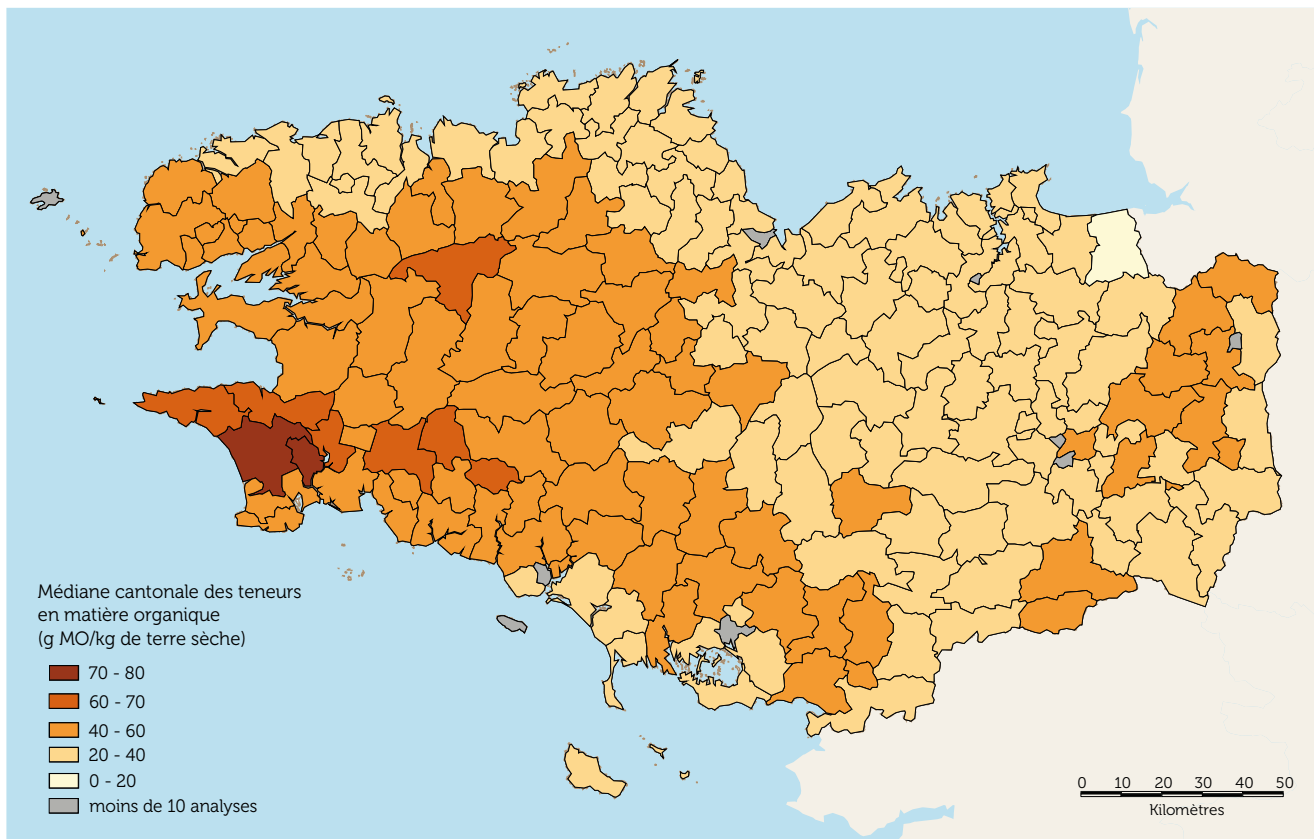 Médiane cantonale des teneurs
en matière organique
(g MO/kg de terre sèche)
70 - 80
60 - 70
40 - 60
20 - 40
0 - 20
moins de 10 analyses
0 10 20 30 40 50
Kilomètres